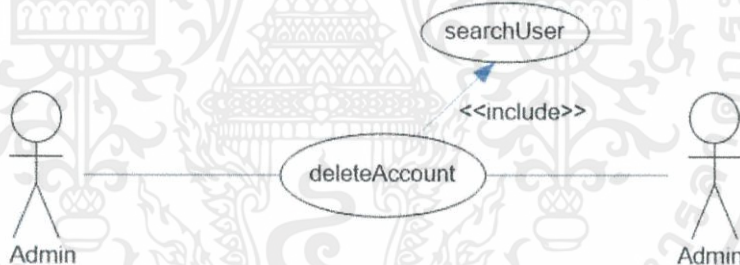 searchUser
<<include>>
deleteAccount
Admin
Admin